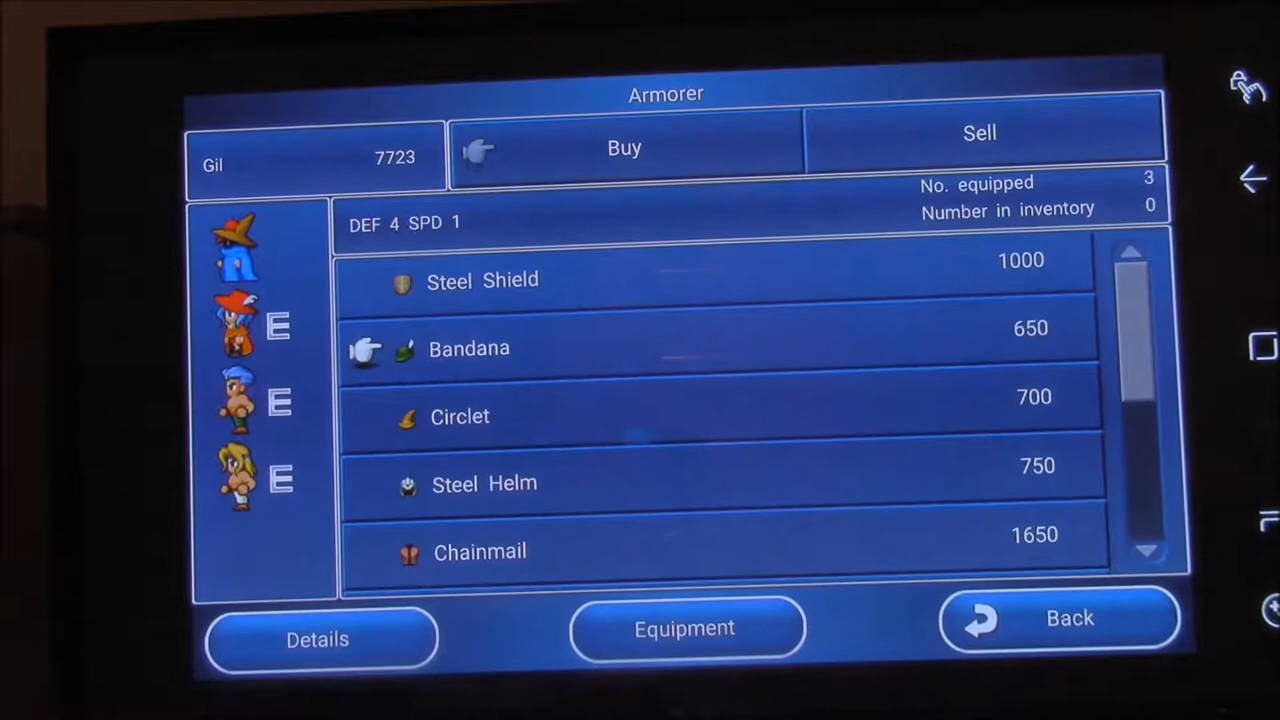 Armorer
Gil 7723
Buy
Sell
DEF 4 SPD 1
No. equipped 3
Number in inventory 0
Steel Shield 1000
E
Bandana 650
E
Circlet 700
E
Steel Helm 750
Chainmail 1650
Details
Equipment
Back